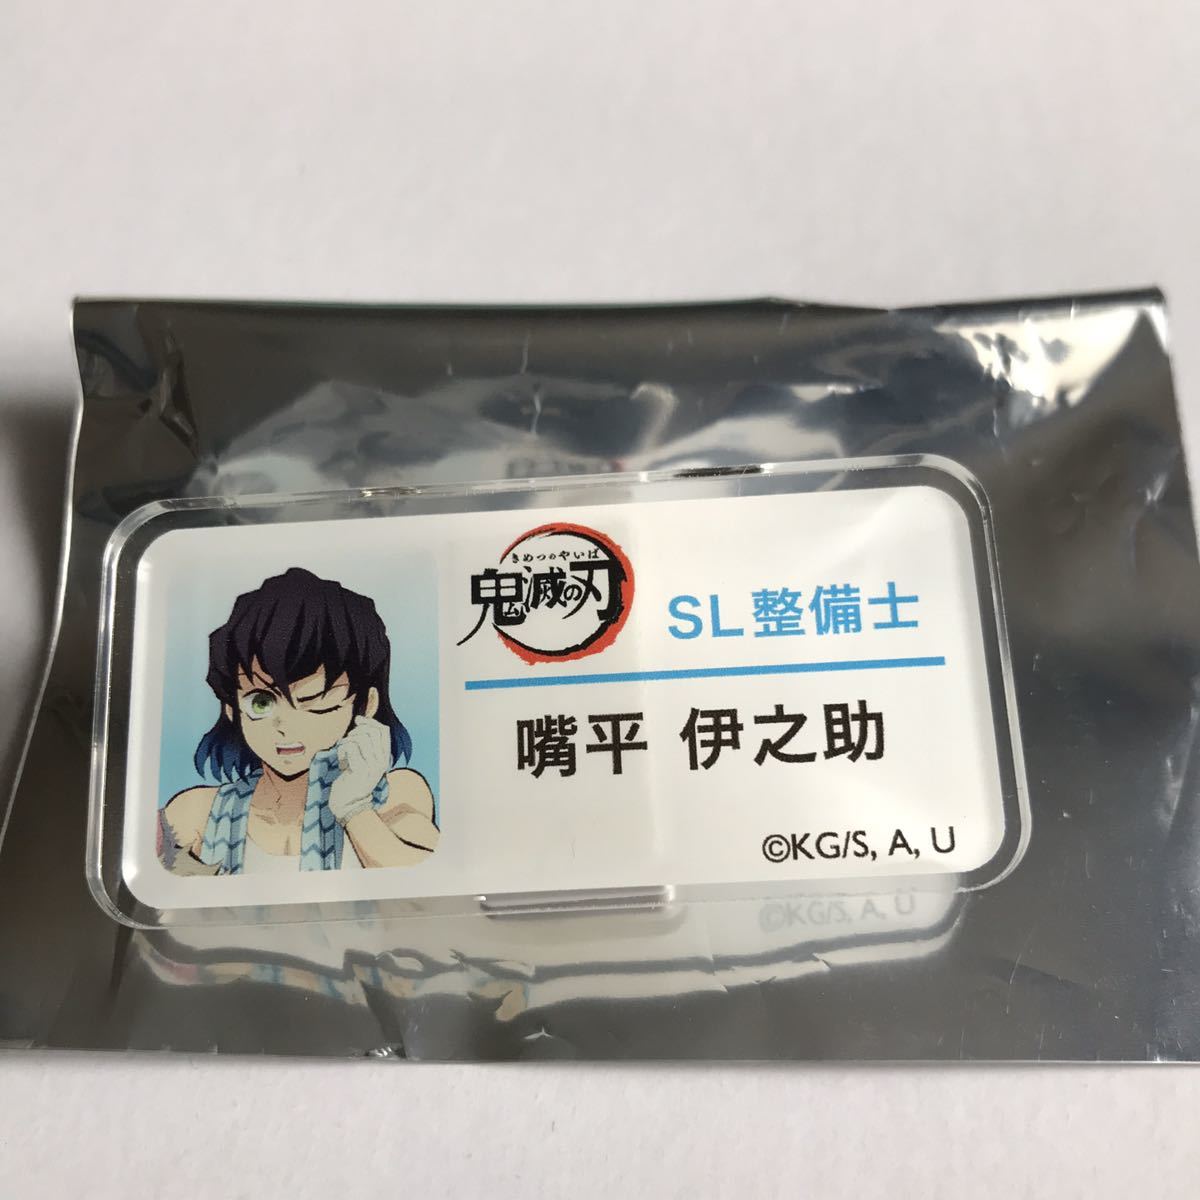 きめつのやいば
鬼滅の刃
SL整備士
嘴平 伊之助
©KG/S, A, U
©KG/S, A, U